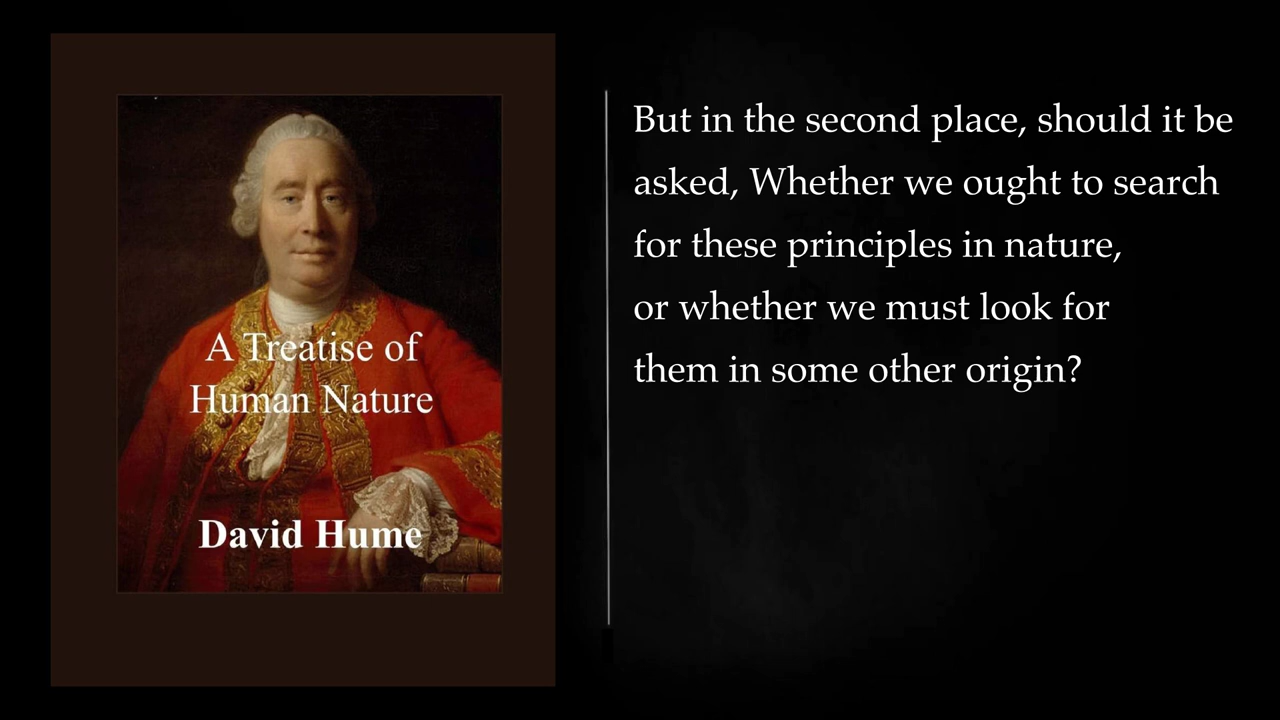 A Treatise of
Human Nature
David Hume
But in the second place, should it be
asked, Whether we ought to search
for these principles in nature,
or whether we must look for
them in some other origin?